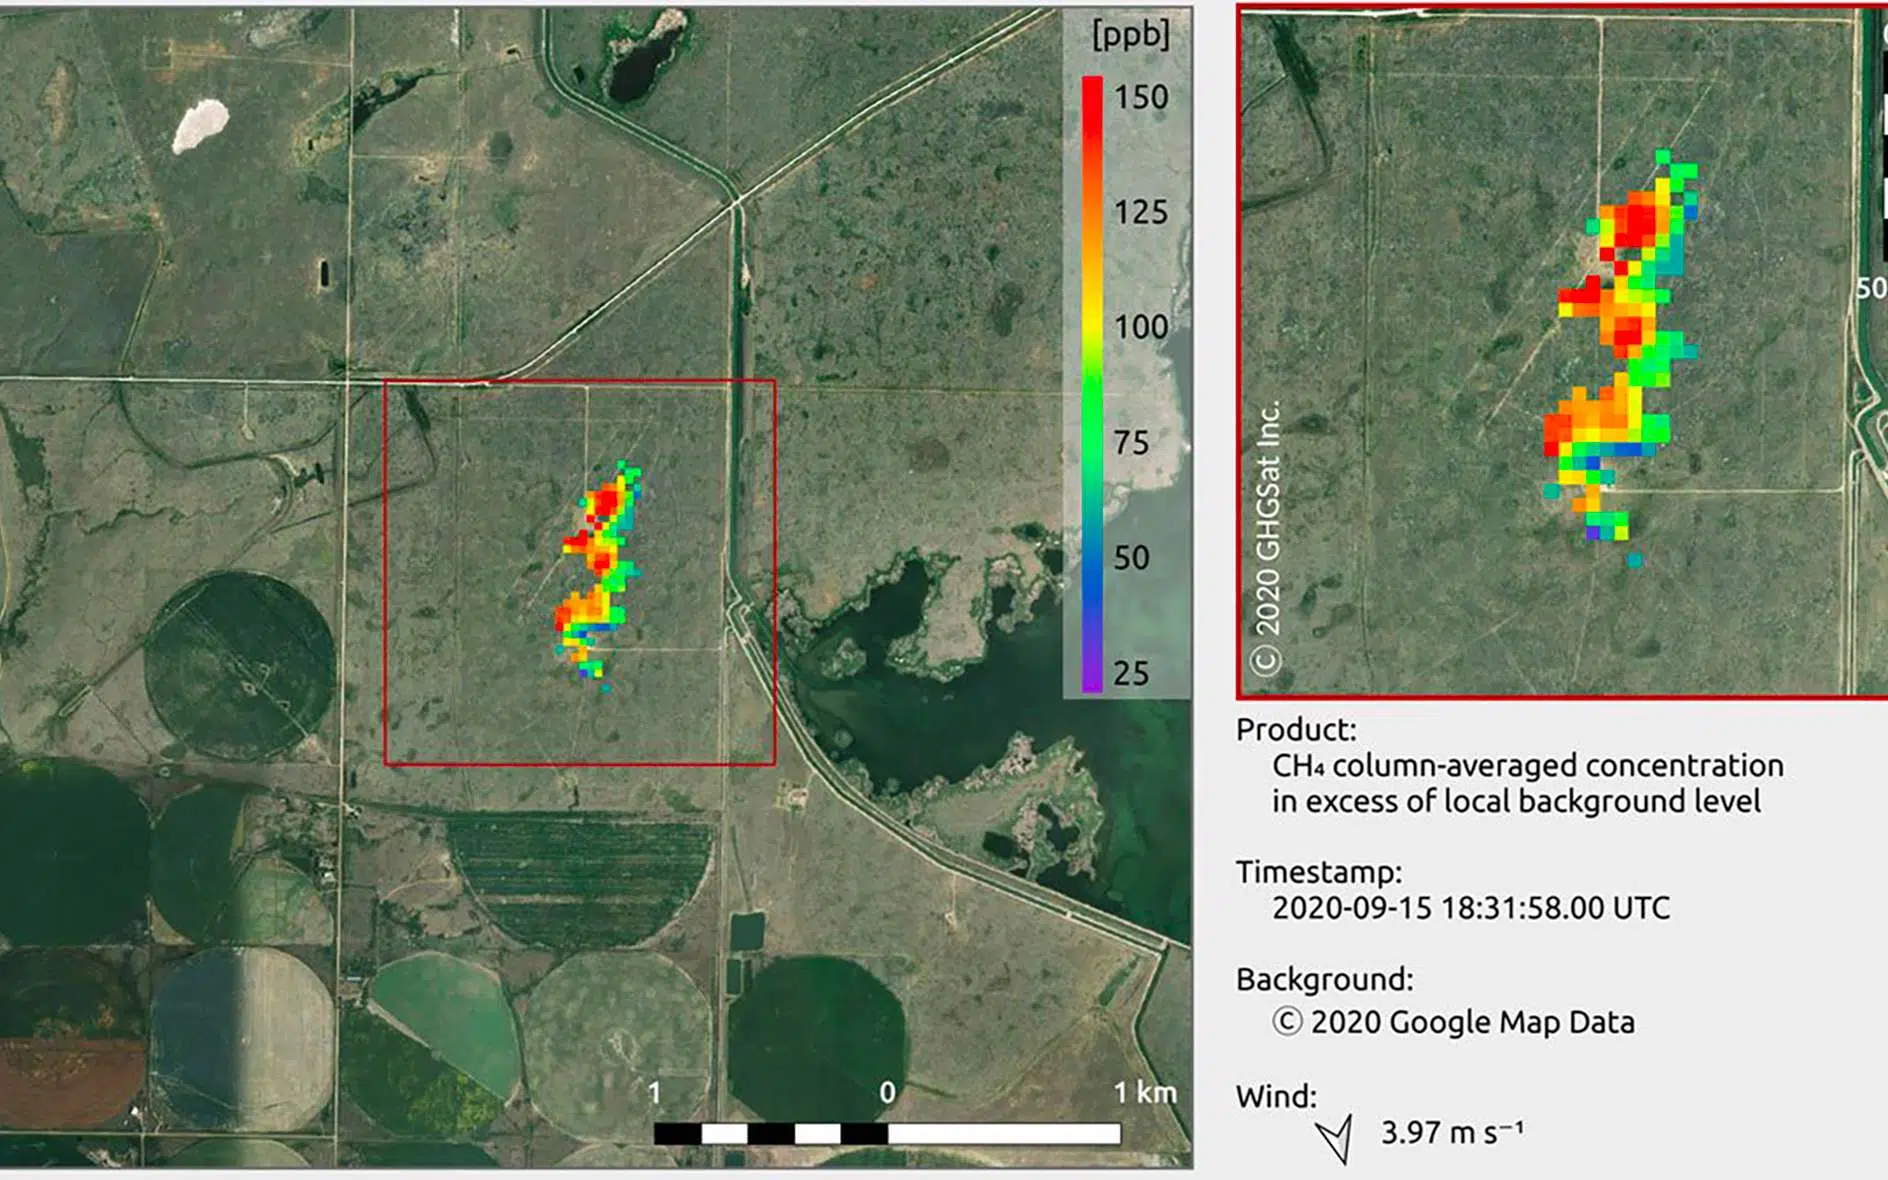 [ppb]
150
125
100
75
50
25
1 0 1 km
50
© 2020 GHGSat Inc.
Product:
CH₄ column-averaged concentration
in excess of local background level
Timestamp:
2020-09-15 18:31:58.00 UTC
Background:
© 2020 Google Map Data
Wind:
3.97 m s⁻¹